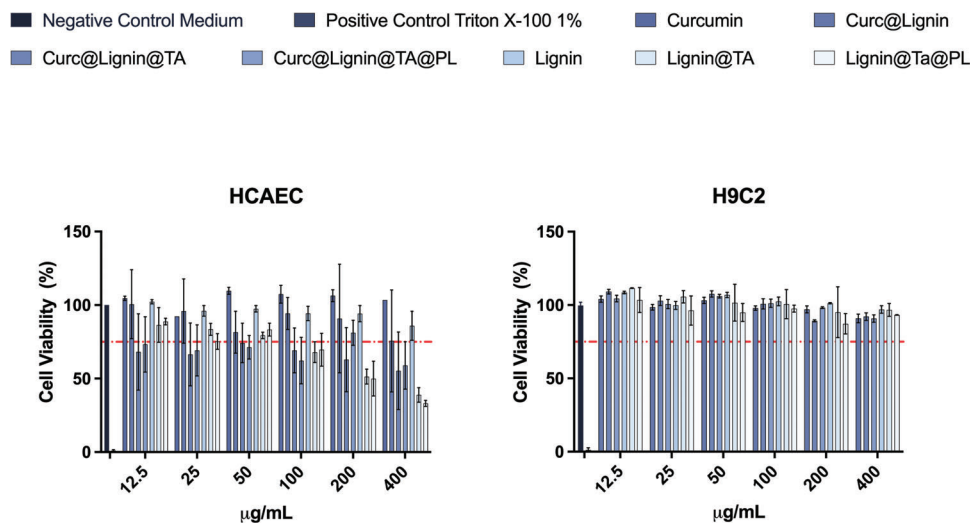 Negative Control Medium Positive Control Triton X-100 1% Curcumin Curc@Lignin
Curc@Lignin@TA Curc@Lignin@TA@PL Lignin Lignin@TA Lignin@Ta@PL
HCAEC
150
100
50
0
Cell Viability (%)
12.5 25 50 100 200 400
μg/mL
H9C2
150
100
50
0
Cell Viability (%)
12.5 25 50 100 200 400
μg/mL